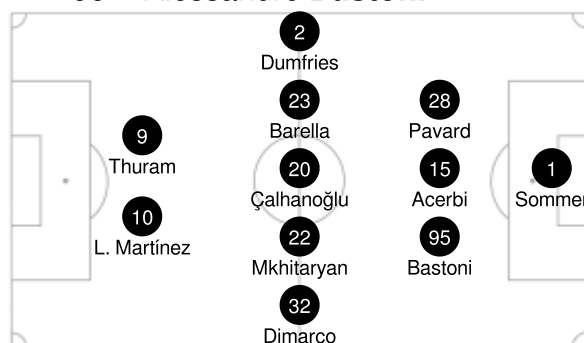 2
Dumfries
23
Barella
28
Pavard
9
Thuram
20
Çalhanoğlu
15
Acerbi
1
Sommer
10
L. Martínez
22
Mkhitaryan
95
Bastoni
32
Dimarco